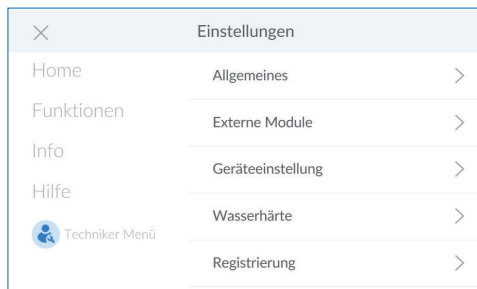 Einstellungen
Home
Funktionen
Info
Hilfe
Techniker Menü
Allgemeines
Externe Module
Geräteeinstellung
Wasserhärte
Registrierung